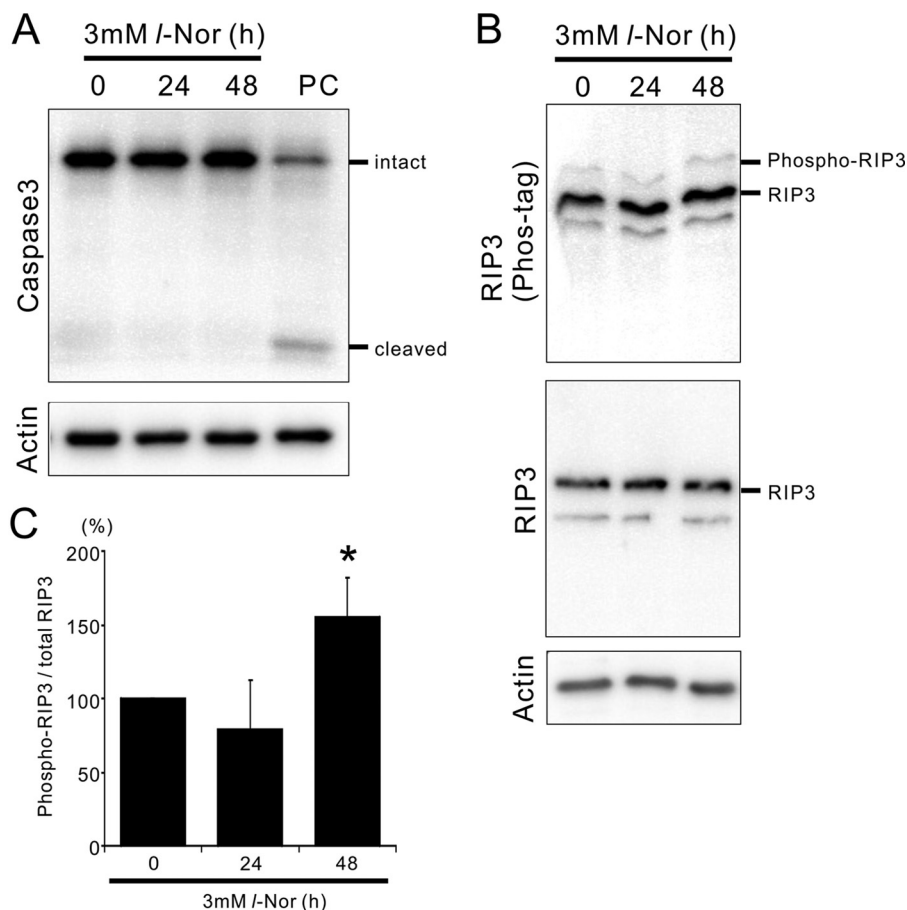 A
3mM l-Nor (h)
0 24 48 PC
Caspase3
intact
cleaved
Actin
B
3mM l-Nor (h)
0 24 48
RIP3
(Phos-tag)
Phospho-RIP3
RIP3
RIP3
RIP3
Actin
C
(%)
Phospho-RIP3 / total RIP3
200
150
100
50
0
*
0 24 48
3mM l-Nor (h)